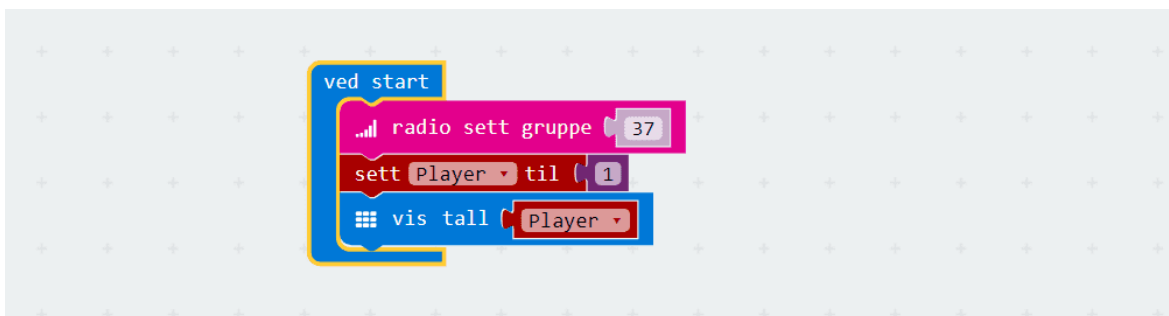 ved start
radio sett gruppe 37
sett Player til 1
vis tall Player